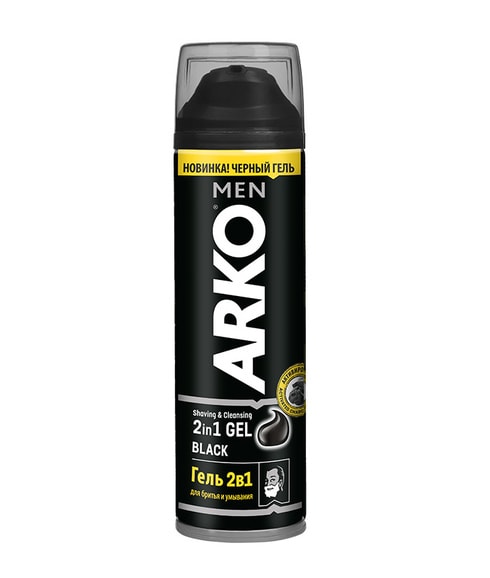 НОВИНКА! ЧЕРНЫЙ ГЕЛЬ
MEN
ARKO®
Shaving & Cleansing
2in1 GEL
BLACK
Гель 2в1
для бритья и умывания